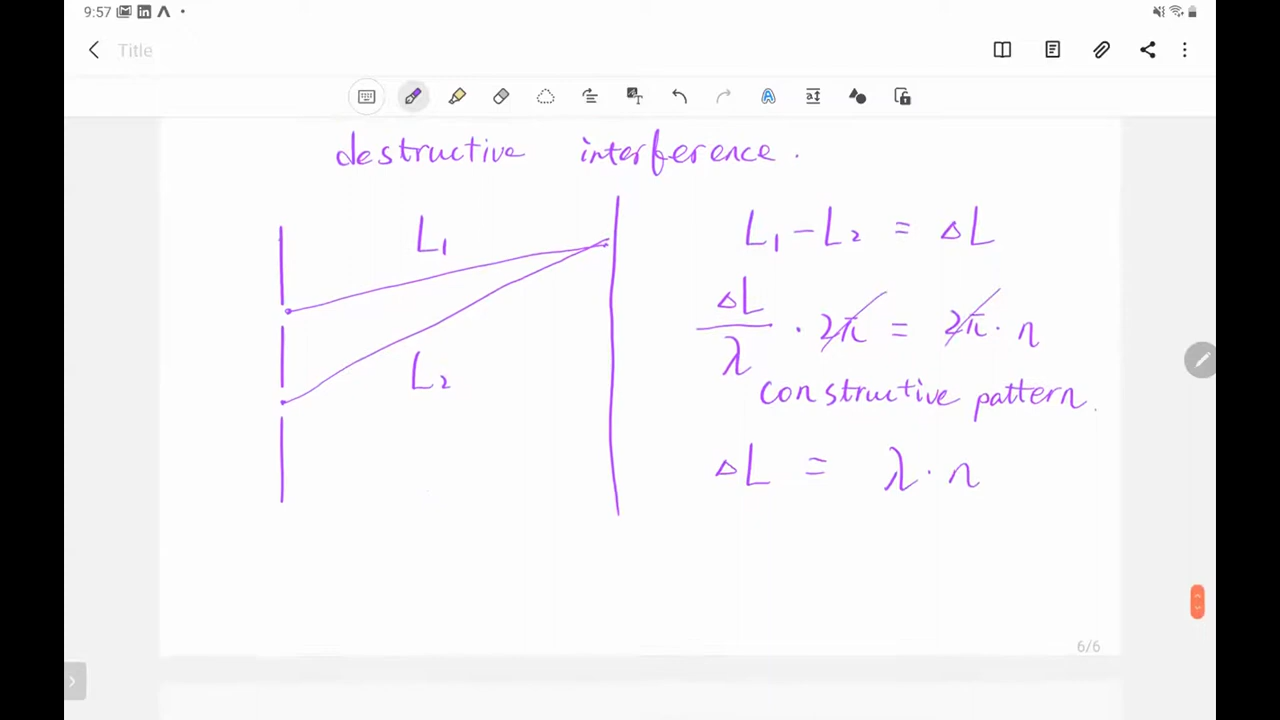 9:57
Title
destructive interference.
L₁
L₁ - L₂ = ΔL
ΔL/λ · 2π = 2π · n
L₂
constructive pattern.
ΔL = λ · n
6/6